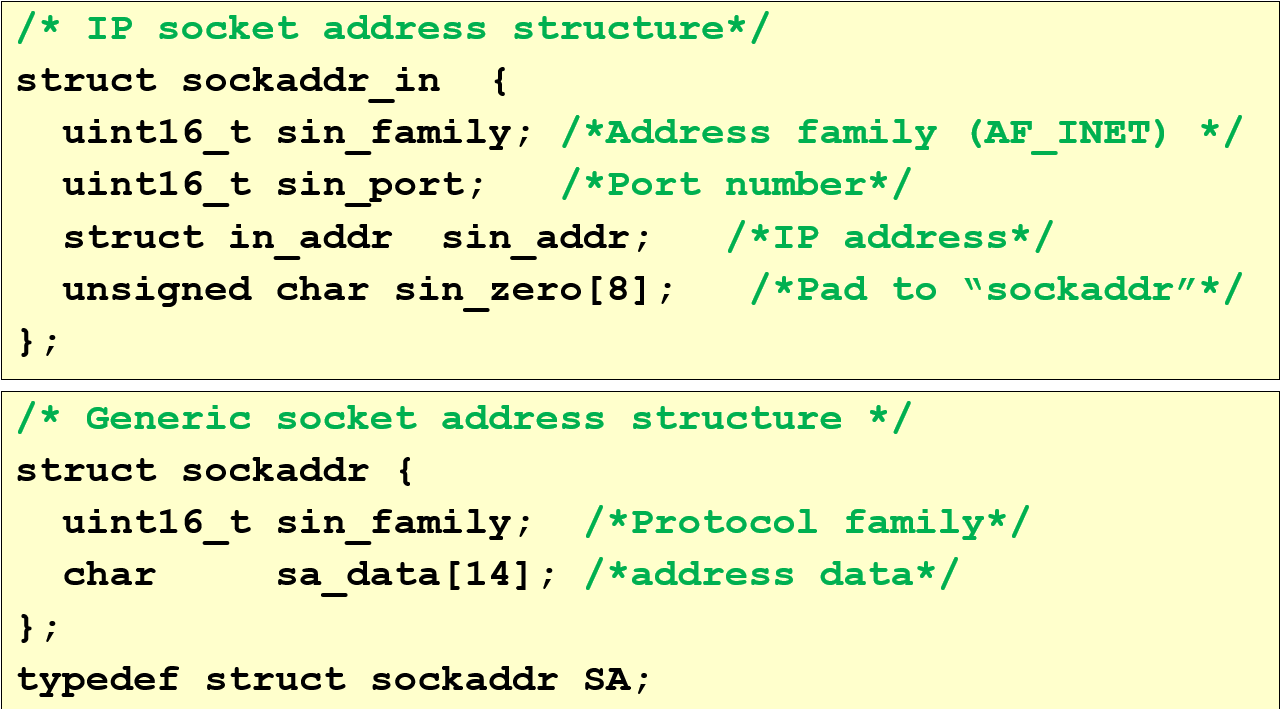 /* IP socket address structure*/
struct sockaddr_in  {
  uint16_t sin_family; /*Address family (AF_INET) */
  uint16_t sin_port;   /*Port number*/
  struct in_addr  sin_addr;   /*IP address*/
  unsigned char sin_zero[8];   /*Pad to “sockaddr”*/
};
/* Generic socket address structure */
struct sockaddr {
  uint16_t sin_family;  /*Protocol family*/
  char     sa_data[14]; /*address data*/
};
typedef struct sockaddr SA;